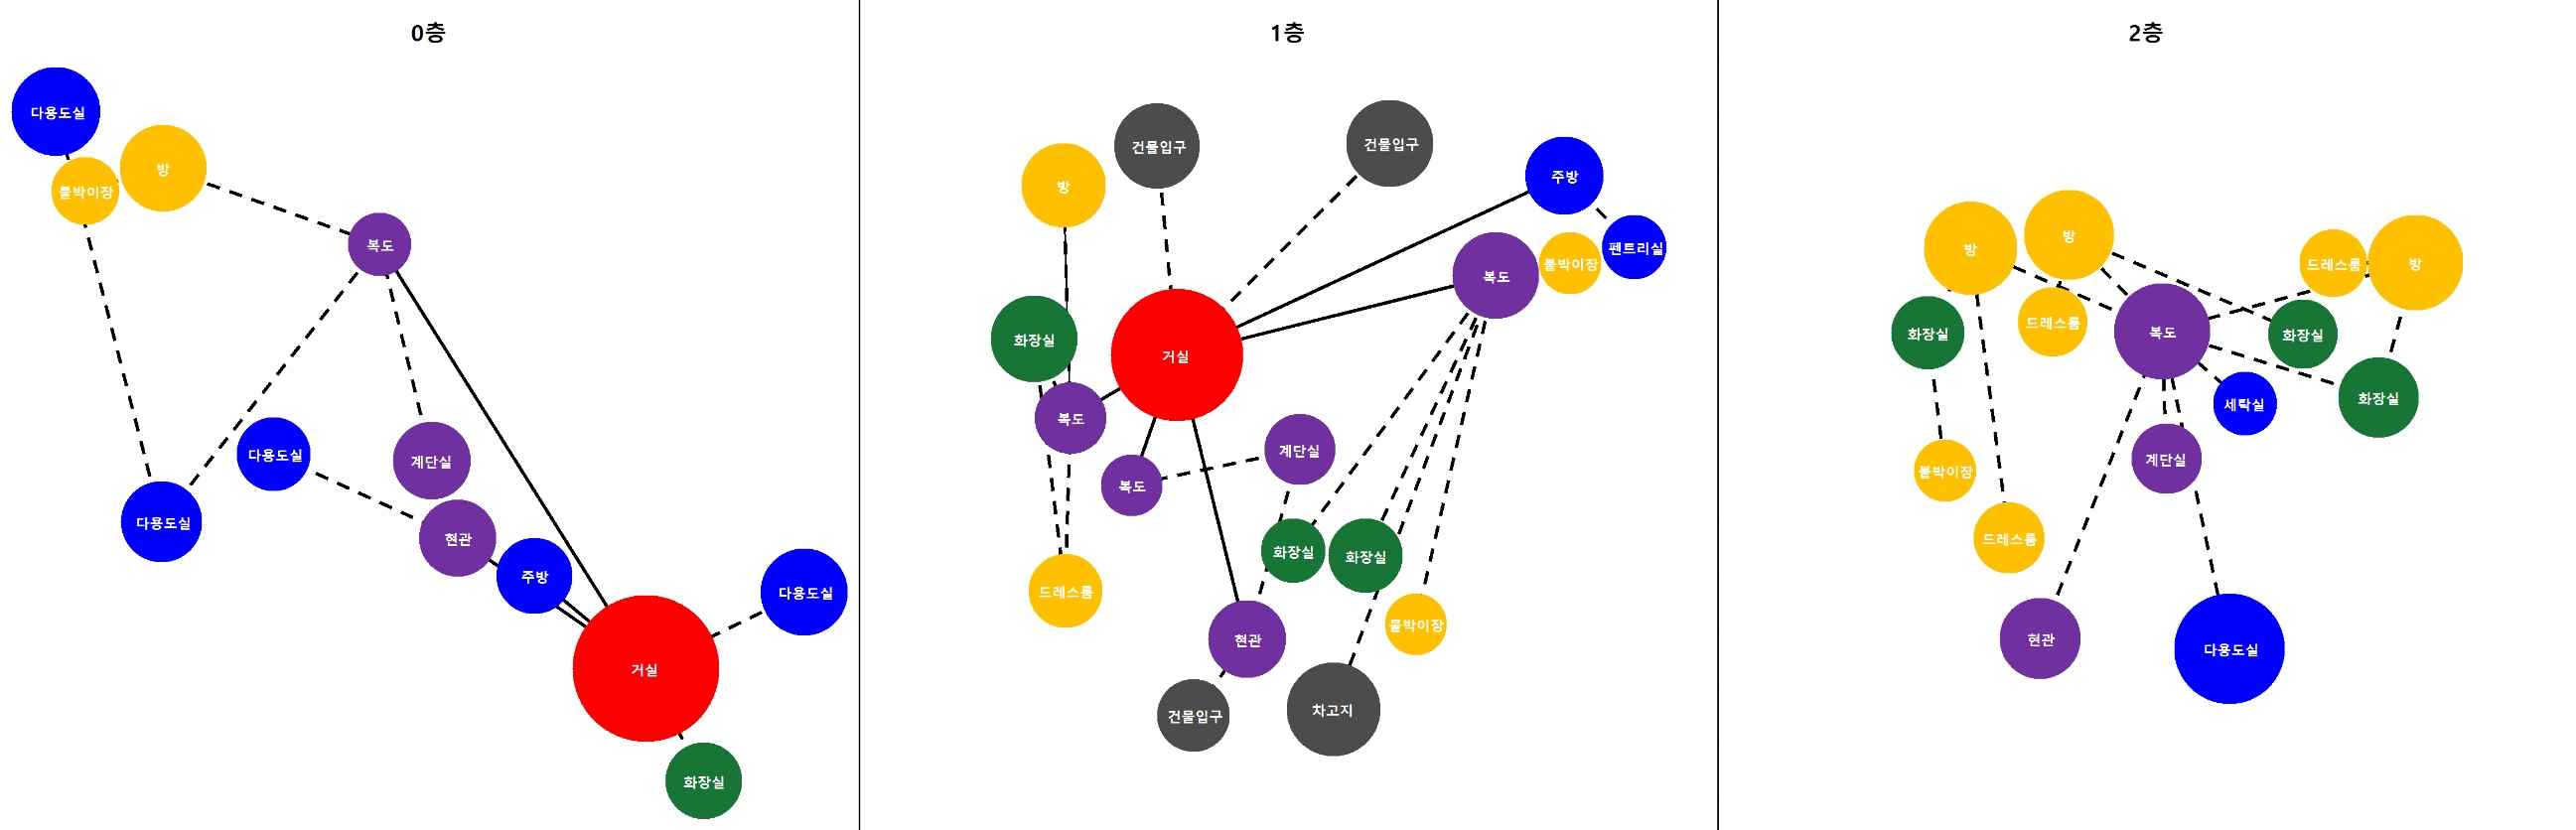 0층
다용도실
방
붙박이장
복도
다용도실
계단실
다용도실
현관
주방
다용도실
거실
화장실
1층
건물입구
건물입구
방
주방
펜트리실
붙박이장
복도
화장실
거실
복도
계단실
복도
화장실
화장실
드레스룸
붙박이장
현관
건물입구
차고지
2층
방
방
드레스룸
방
드레스룸
화장실
복도
화장실
화장실
세탁실
계단실
붙박이장
드레스룸
현관
다용도실